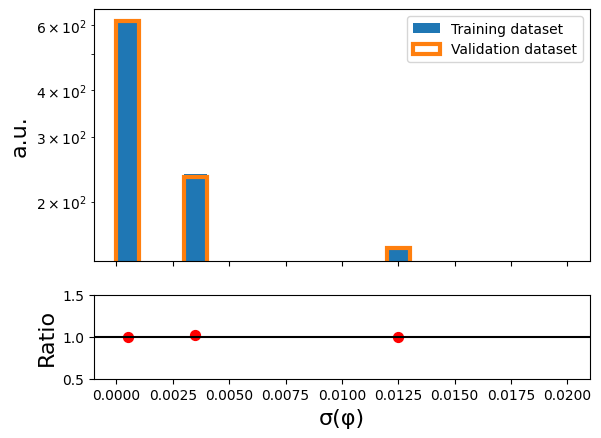 a.u.
6 × 10²
4 × 10²
3 × 10²
2 × 10²
Training dataset
Validation dataset
Ratio
1.5
1.0
0.5
0.0000 0.0025 0.0050 0.0075 0.0100 0.0125 0.0150 0.0175 0.0200
σ(φ)